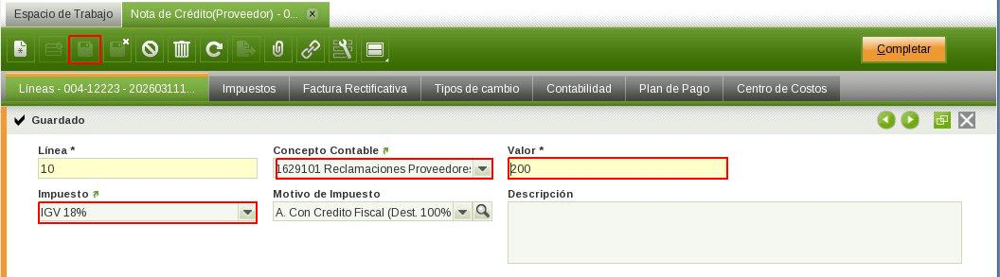 Espacio de Trabajo Nota de Crédito(Proveedor) - 0...
Completar
Líneas - 004-12223 - 202603111... Impuestos Factura Rectificativa Tipos de cambio Contabilidad Plan de Pago Centro de Costos
Guardado
Línea * Concepto Contable Valor *
10 1629101 Reclamaciones Proveedores 200
Impuesto Motivo de Impuesto Descripción
IGV 18% A. Con Credito Fiscal (Dest. 100%